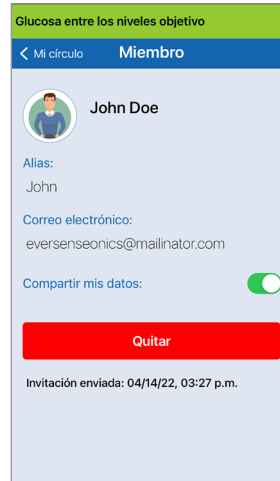 Glucosa entre los niveles objetivo
Mi círculo Miembro
John Doe
Alias:
John
Correo electrónico:
eversenseonics@mailinator.com
Compartir mis datos:
Quitar
Invitación enviada: 04/14/22, 03:27 p.m.